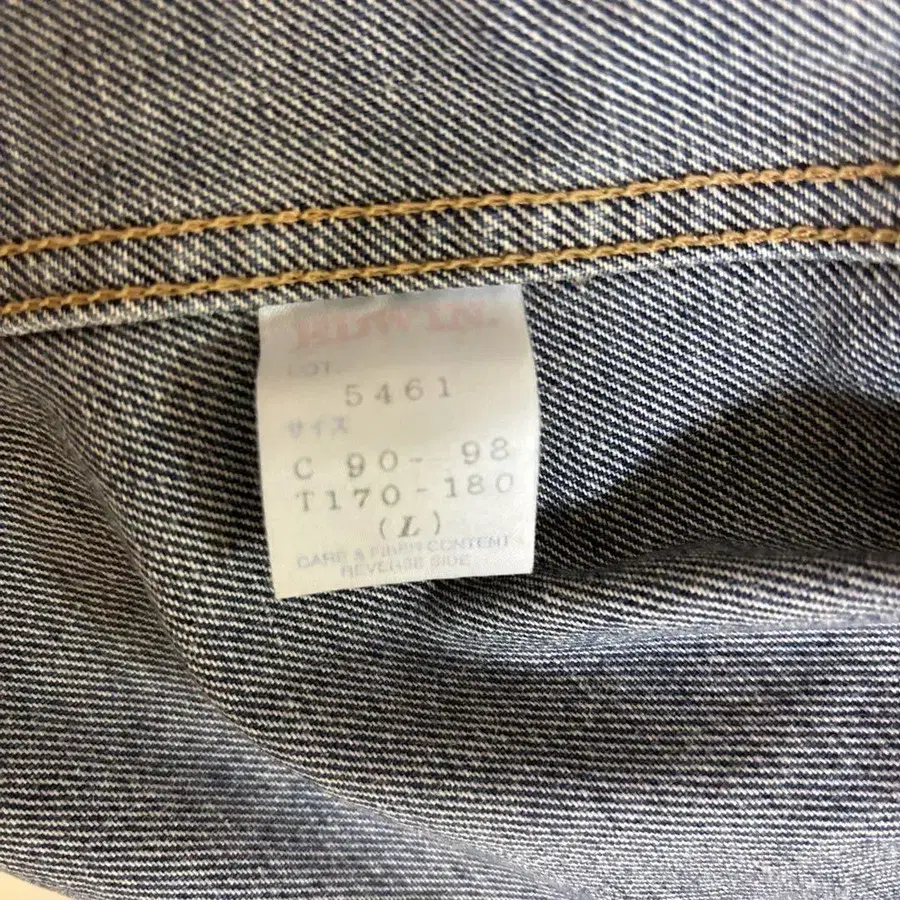 EDWIN.
LOT.
5461
サイズ
C 90- 98
T170-180
(L)
CARE & FIBER CONTENT
REVERSE SIDE